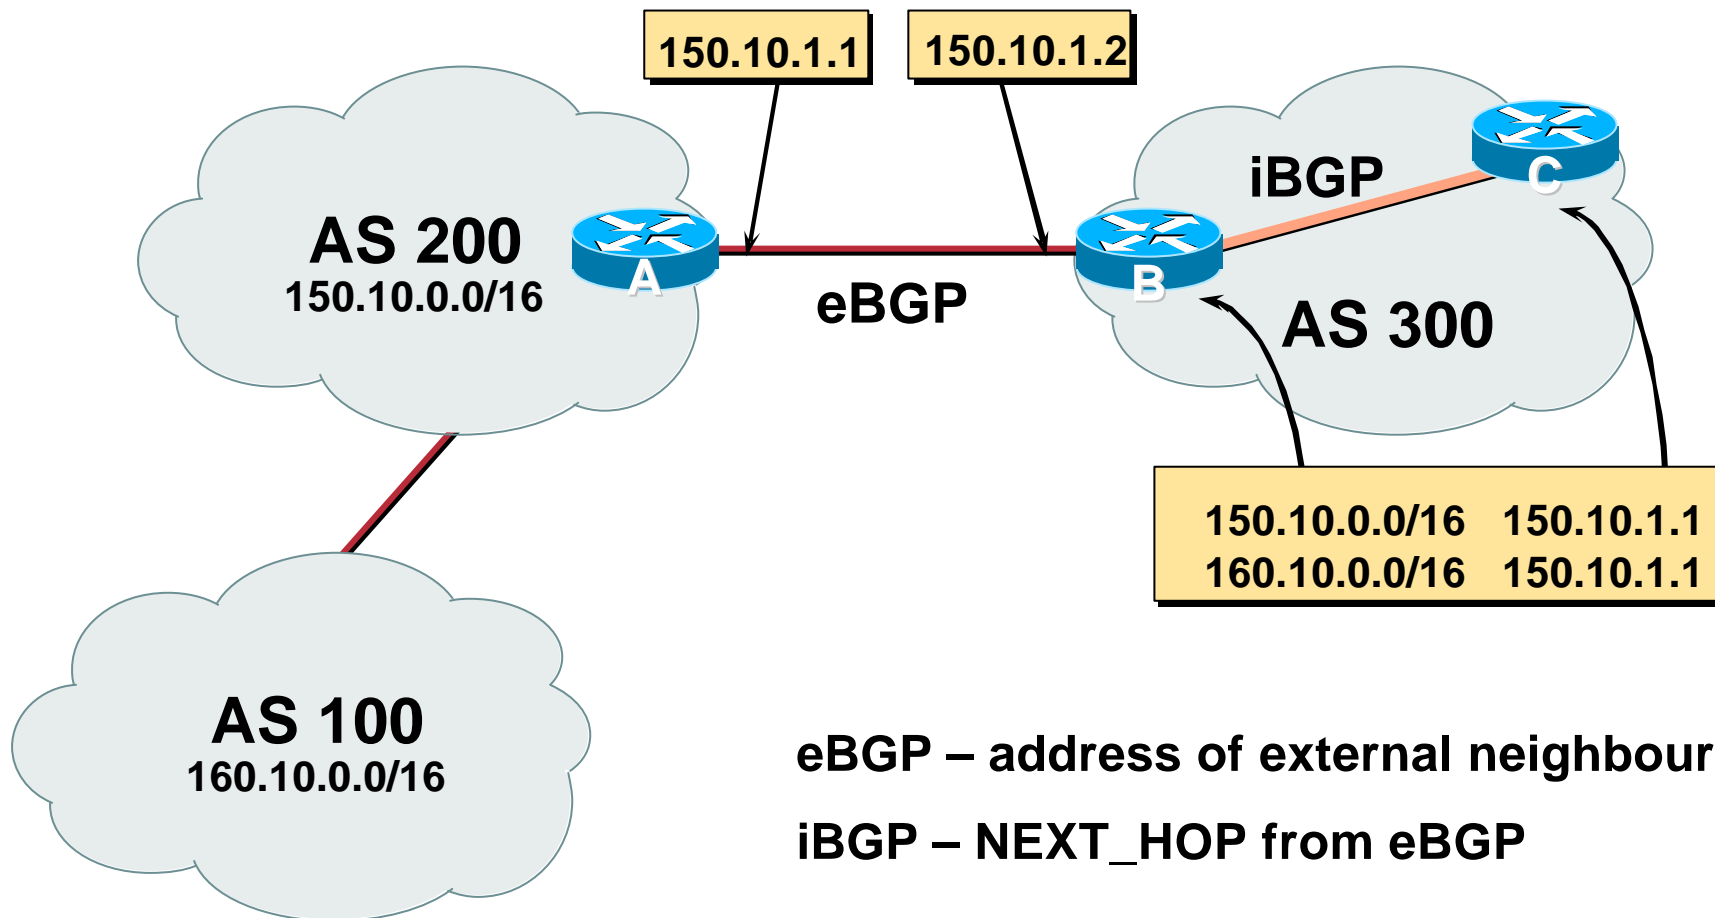 150.10.1.1
150.10.1.2
iBGP
C
AS 200
150.10.0.0/16
A
eBGP
B
AS 300
150.10.0.0/16 150.10.1.1
160.10.0.0/16 150.10.1.1
AS 100
160.10.0.0/16
eBGP – address of external neighbour
iBGP – NEXT_HOP from eBGP